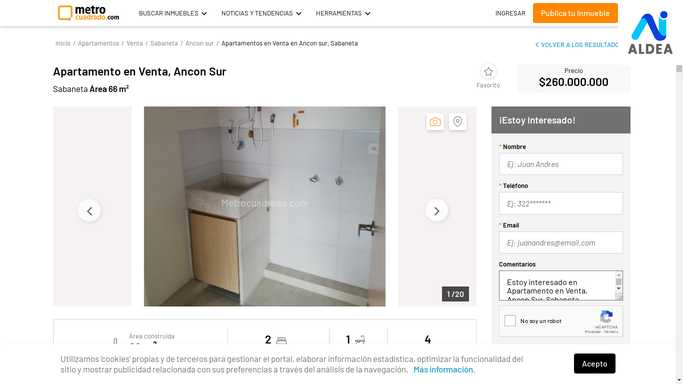 metro
cuadrado.com
BUSCAR INMUEBLES
NOTICIAS Y TENDENCIAS
HERRAMIENTAS
INGRESAR
Publica tu Inmueble
ALDEA
Inicio / Apartamentos / Venta / Sabaneta / Ancon sur / Apartamentos en Venta en Ancon sur, Sabaneta
VOLVER A LOS RESULTADO
Apartamento en Venta, Ancon Sur
Sabaneta Área 66 m²
Favorito
Precio
$260.000.000
Metrocuadrado.com
1 / 20
¡Estoy Interesado!
* Nombre
Ej: Juan Andres
* Teléfono
Ej: 322*******
* Email
Ej: juanandres@email.com
Comentarios
Estoy interesado en
Apartamento en Venta,
Ancon Sur, Sabaneta
No soy un robot
reCAPTCHA
Privacidad - Términos
Área construida
2
1
4
Utilizamos 'cookies' propias y de terceros para gestionar el portal, elaborar información estadística, optimizar la funcionalidad del
sitio y mostrar publicidad relacionada con sus preferencias a través del análisis de la navegación. Más información.
Acepto